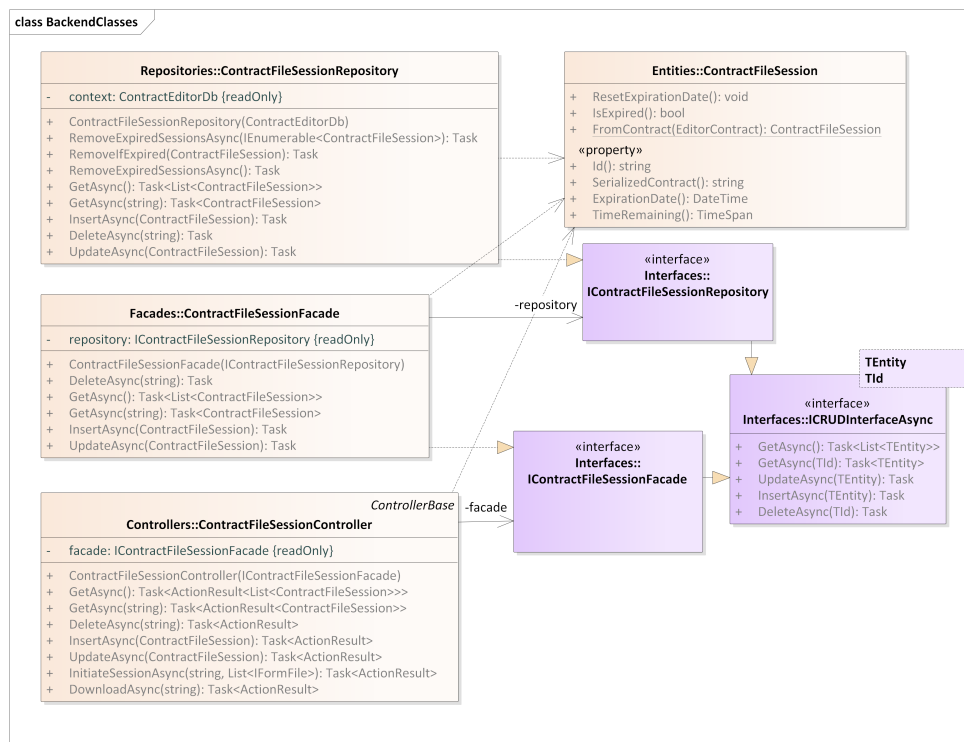 class BackendClasses
Repositories::ContractFileSessionRepository
- context: ContractEditorDb {readOnly}
+ ContractFileSessionRepository(ContractEditorDb)
+ RemoveExpiredSessionsAsync(IEnumerable<ContractFileSession>): Task
+ RemoveIfExpired(ContractFileSession): Task
+ RemoveExpiredSessionsAsync(): Task
+ GetAsync(): Task<List<ContractFileSession>>
+ GetAsync(string): Task<ContractFileSession>
+ InsertAsync(ContractFileSession): Task
+ DeleteAsync(string): Task
+ UpdateAsync(ContractFileSession): Task
Entities::ContractFileSession
+ ResetExpirationDate(): void
+ IsExpired(): bool
+ FromContract(EditorContract): ContractFileSession
«property»
+ Id(): string
+ SerializedContract(): string
+ ExpirationDate(): DateTime
+ TimeRemaining(): TimeSpan
«interface»
Interfaces::
IContractFileSessionRepository
-repository
Facades::ContractFileSessionFacade
- repository: IContractFileSessionRepository {readOnly}
+ ContractFileSessionFacade(IContractFileSessionRepository)
+ DeleteAsync(string): Task
+ GetAsync(): Task<List<ContractFileSession>>
+ GetAsync(string): Task<ContractFileSession>
+ InsertAsync(ContractFileSession): Task
+ UpdateAsync(ContractFileSession): Task
TEntity
TId
«interface»
Interfaces::ICRUDInterfaceAsync
+ GetAsync(): Task<List<TEntity>>
+ GetAsync(TId): Task<TEntity>
+ UpdateAsync(TEntity): Task
+ InsertAsync(TEntity): Task
+ DeleteAsync(TId): Task
«interface»
Interfaces::
IContractFileSessionFacade
-facade
ControllerBase
Controllers::ContractFileSessionController
- facade: IContractFileSessionFacade {readOnly}
+ ContractFileSessionController(IContractFileSessionFacade)
+ GetAsync(): Task<ActionResult<List<ContractFileSession>>>
+ GetAsync(string): Task<ActionResult<ContractFileSession>>
+ DeleteAsync(string): Task<ActionResult>
+ InsertAsync(ContractFileSession): Task<ActionResult>
+ UpdateAsync(ContractFileSession): Task<ActionResult>
+ InitiateSessionAsync(string, List<IFormFile>): Task<ActionResult>
+ DownloadAsync(string): Task<ActionResult>